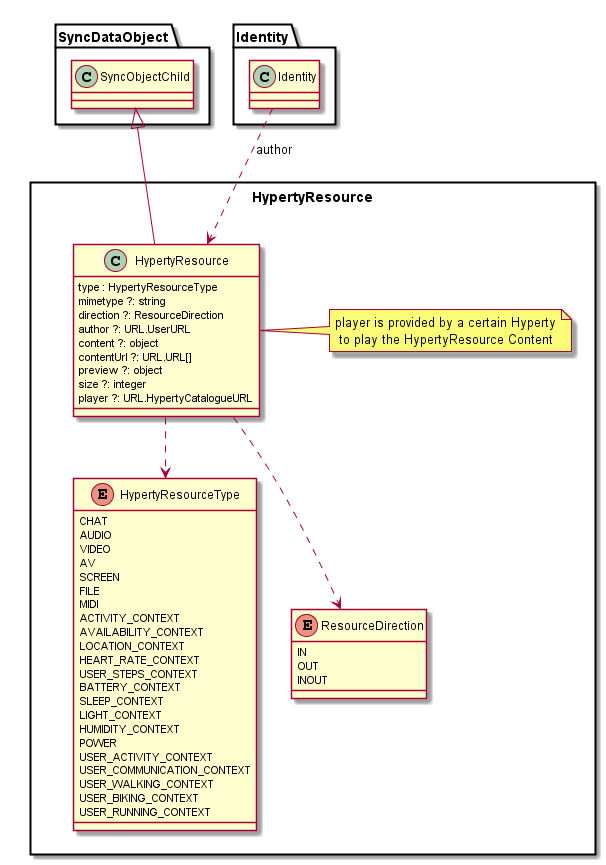 SyncDataObject
C SyncObjectChild
Identity
C Identity
author
HypertyResource
C HypertyResource
type : HypertyResourceType
mimetype ?: string
direction ?: ResourceDirection
author ?: URL.UserURL
content ?: object
contentUrl ?: URL.URL[]
preview ?: object
size ?: integer
player ?: URL.HypertyCatalogueURL
player is provided by a certain Hyperty
to play the HypertyResource Content
E HypertyResourceType
CHAT
AUDIO
VIDEO
AV
SCREEN
FILE
MIDI
ACTIVITY_CONTEXT
AVAILABILITY_CONTEXT
LOCATION_CONTEXT
HEART_RATE_CONTEXT
USER_STEPS_CONTEXT
BATTERY_CONTEXT
SLEEP_CONTEXT
LIGHT_CONTEXT
HUMIDITY_CONTEXT
POWER
USER_ACTIVITY_CONTEXT
USER_COMMUNICATION_CONTEXT
USER_WALKING_CONTEXT
USER_BIKING_CONTEXT
USER_RUNNING_CONTEXT
E ResourceDirection
IN
OUT
INOUT